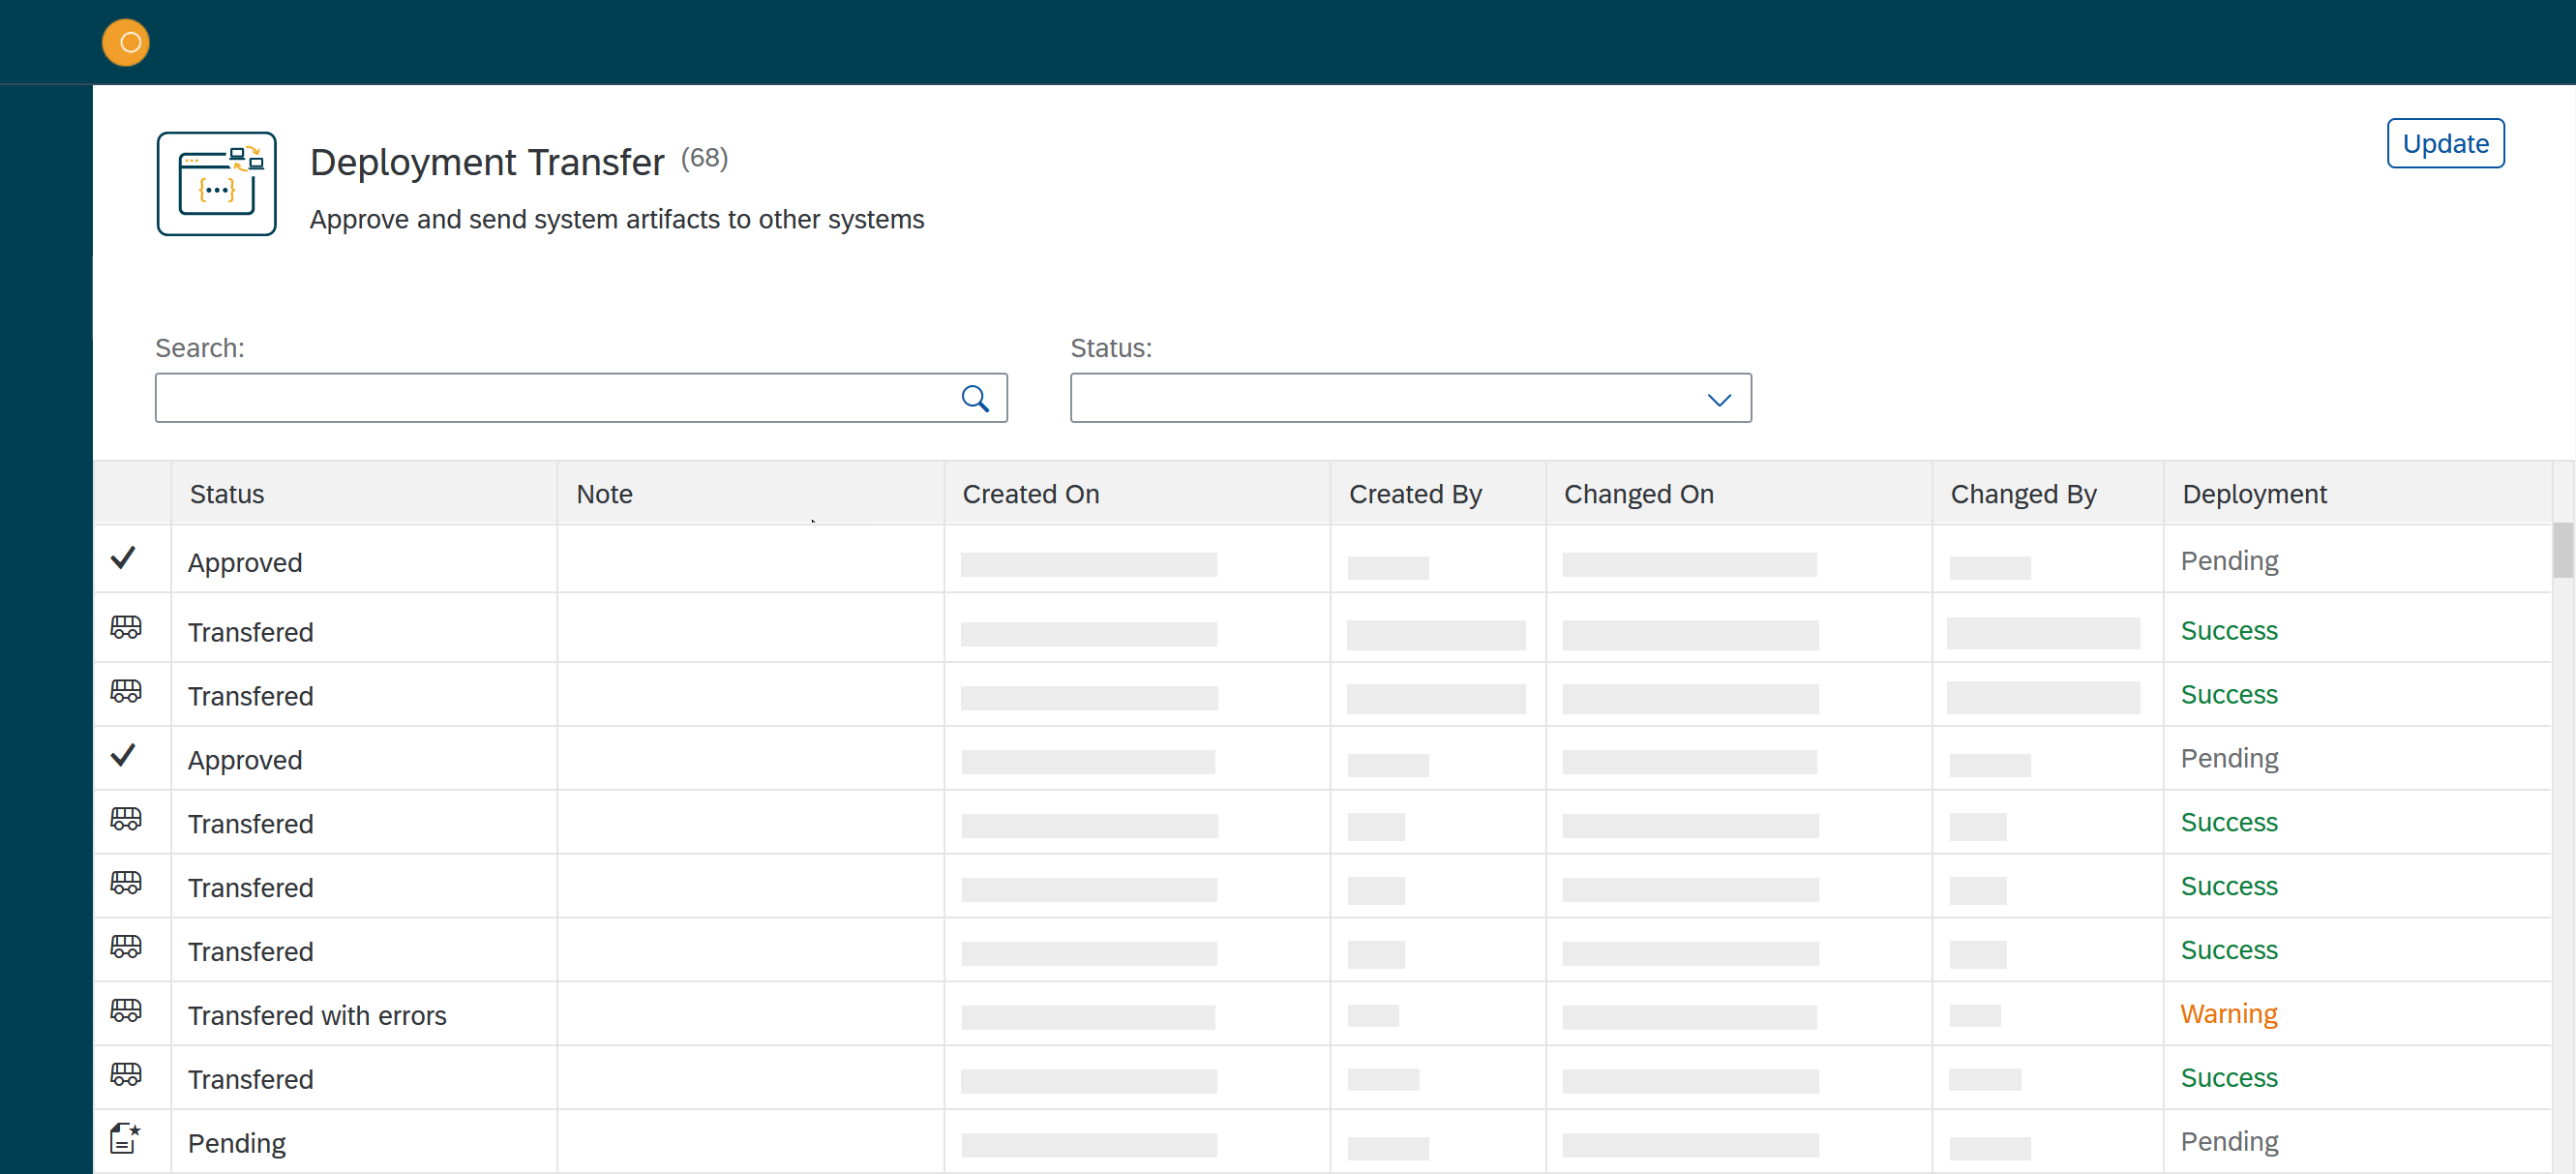 Deployment Transfer (68)
Update
Approve and send system artifacts to other systems
Search:
Status:
Status Note Created On Created By Changed On Changed By Deployment
Approved Pending
Transfered Success
Transfered Success
Approved Pending
Transfered Success
Transfered Success
Transfered Success
Transfered with errors Warning
Transfered Success
Pending Pending